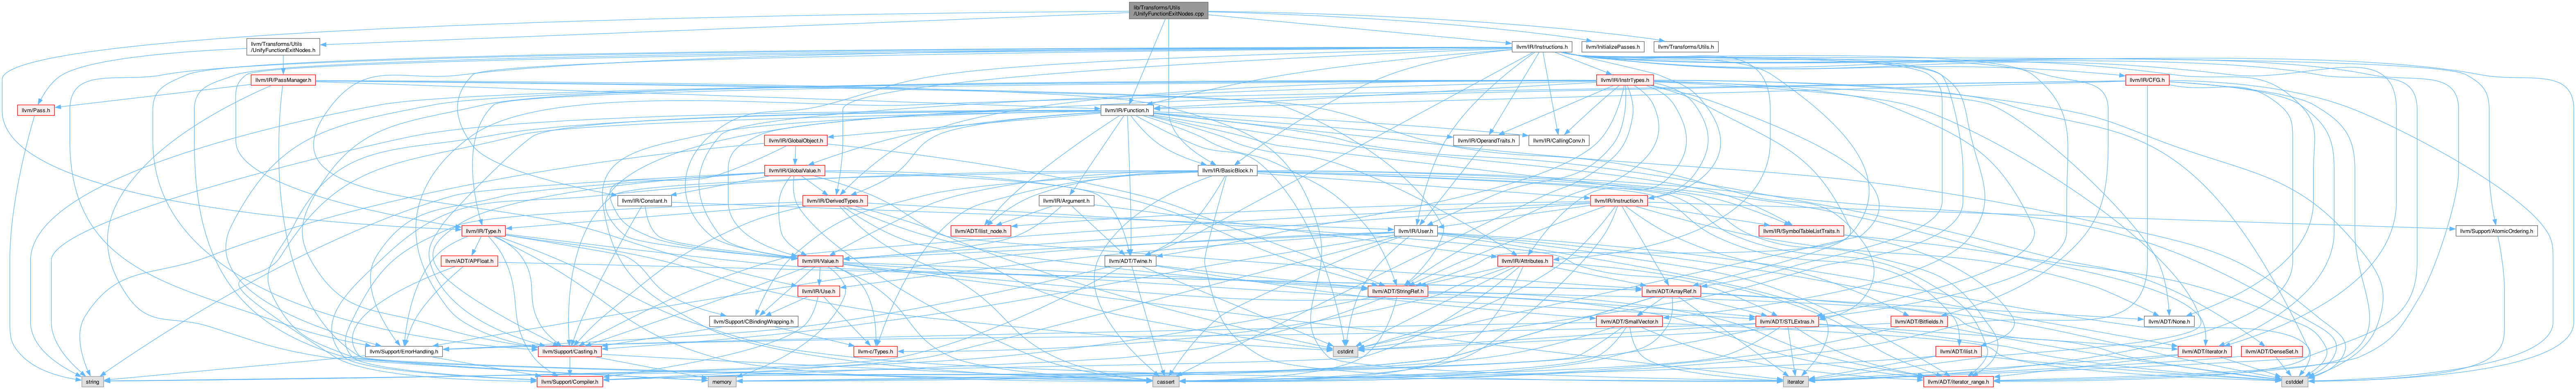 lib/Transforms/Utils
/UnifyFunctionExitNodes.cpp
llvm/Transforms/Utils
/UnifyFunctionExitNodes.h
llvm/IR/Instructions.h
llvm/InitializePasses.h
llvm/Transforms/Utils.h
llvm/IR/PassManager.h
llvm/IR/InstrTypes.h
llvm/IR/CFG.h
llvm/Pass.h
llvm/IR/Function.h
llvm/IR/GlobalObject.h
llvm/IR/OperandTraits.h
llvm/IR/CallingConv.h
llvm/IR/GlobalValue.h
llvm/IR/BasicBlock.h
llvm/IR/Constant.h
llvm/IR/DerivedTypes.h
llvm/IR/Argument.h
llvm/IR/Instruction.h
llvm/IR/Type.h
llvm/ADT/ilist_node.h
llvm/IR/User.h
llvm/IR/SymbolTableListTraits.h
llvm/Support/AtomicOrdering.h
llvm/ADT/APFloat.h
llvm/IR/Value.h
llvm/ADT/Twine.h
llvm/IR/Attributes.h
llvm/IR/Use.h
llvm/ADT/StringRef.h
llvm/ADT/ArrayRef.h
llvm/Support/CBindingWrapping.h
llvm/ADT/SmallVector.h
llvm/ADT/STLExtras.h
llvm/ADT/Bitfields.h
llvm/ADT/None.h
llvm/Support/ErrorHandling.h
llvm/Support/Casting.h
llvm-c/Types.h
cstdint
llvm/ADT/ilist.h
llvm/ADT/iterator.h
llvm/ADT/DenseSet.h
string
llvm/Support/Compiler.h
memory
cassert
iterator
llvm/ADT/iterator_range.h
cstddef